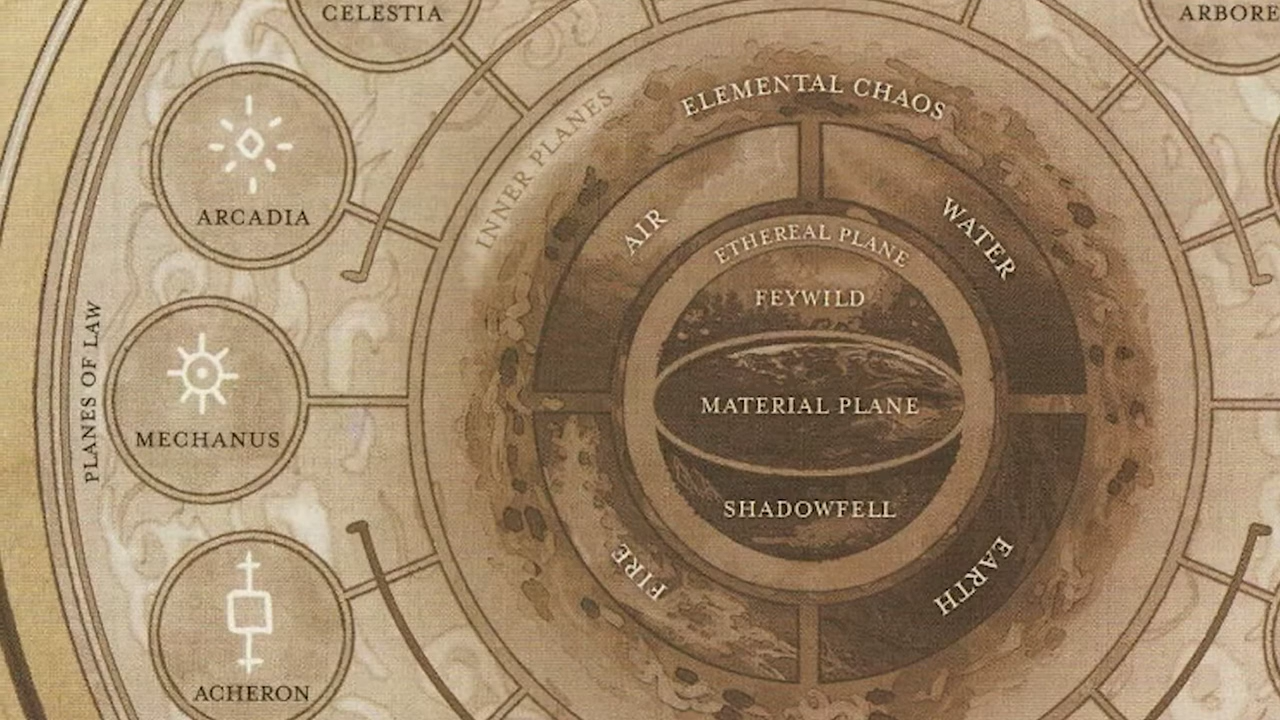 CELESTIA
ARBORE
ELEMENTAL CHAOS
INNER PLANES
ARCADIA
AIR
WATER
ETHEREAL PLANE
FEYWILD
PLANES OF LAW
MATERIAL PLANE
MECHANUS
SHADOWFELL
FIRE
EARTH
ACHERON